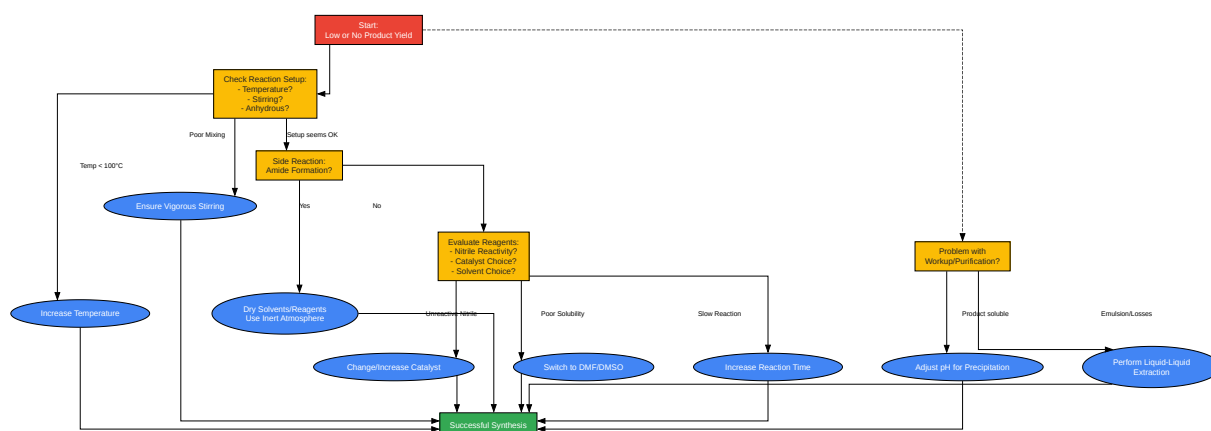 Start:
Low or No Product Yield
Check Reaction Setup:
- Temperature?
- Stirring?
- Anhydrous?
Poor Mixing
Setup seems OK
Temp < 100°C
Side Reaction:
Amide Formation?
Ensure Vigorous Stirring
Yes
No
Evaluate Reagents:
- Nitrile Reactivity?
- Catalyst Choice?
- Solvent Choice?
Problem with
Workup/Purification?
Increase Temperature
Dry Solvents/Reagents
Use Inert Atmosphere
Unreactive Nitrile
Poor Solubility
Slow Reaction
Product soluble
Emulsion/Losses
Change/Increase Catalyst
Switch to DMF/DMSO
Increase Reaction Time
Adjust pH for Precipitation
Perform Liquid-Liquid
Extraction
Successful Synthesis